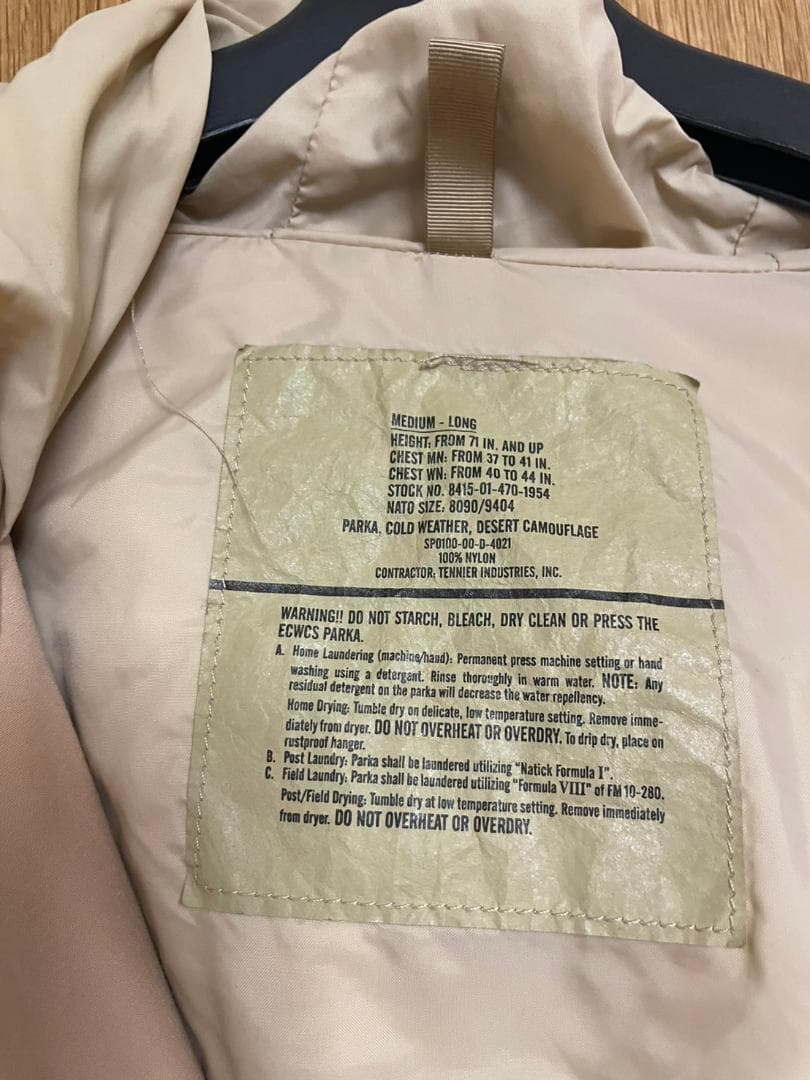 MEDIUM - LONG
HEIGHT: FROM 71 IN. AND UP
CHEST MN: FROM 37 TO 41 IN.
CHEST WN: FROM 40 TO 44 IN.
STOCK NO. 8415-01-470-1954
NATO SIZE: 8090/9404
PARKA, COLD WEATHER, DESERT CAMOUFLAGE
SPO100-00-D-4021
100% NYLON
CONTRACTOR: TENNIER INDUSTRIES, INC.
WARNING!! DO NOT STARCH, BLEACH, DRY CLEAN OR PRESS THE
ECWCS PARKA.
A. Home Laundering (machine/hand): Permanent press machine setting or hand
washing using a detergent. Rinse thoroughly in warm water. NOTE: Any
residual detergent on the parka will decrease the water repellency.
Home Drying: Tumble dry on delicate, low temperature setting. Remove imme-
diately from dryer. DO NOT OVERHEAT OR OVERDRY. To drip dry, place on
rustproof hanger.
B. Post Laundry: Parka shall be laundered utilizing "Natick Formula I".
C. Field Laundry: Parka shall be laundered utilizing "Formula VIII" of FM 10-280.
Post/Field Drying: Tumble dry at low temperature setting. Remove immediately
from dryer. DO NOT OVERHEAT OR OVERDRY.